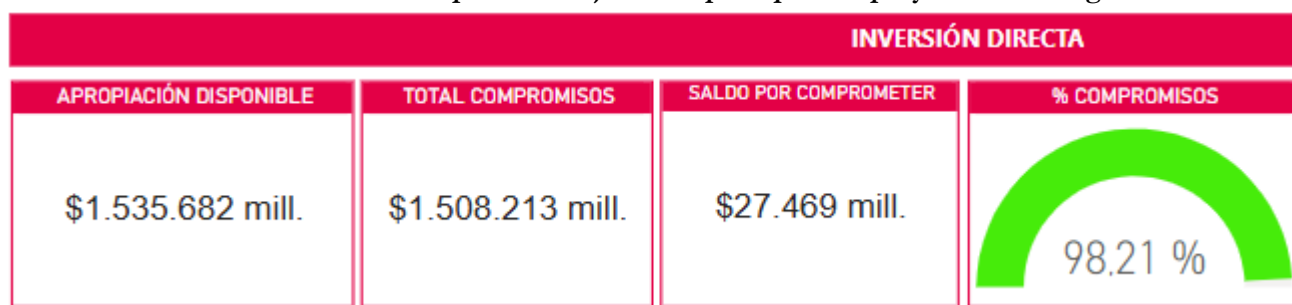 INVERSIÓN DIRECTA
APROPIACIÓN DISPONIBLE
TOTAL COMPROMISOS
SALDO POR COMPROMETER
% COMPROMISOS
$1.535.682 mill.
$1.508.213 mill.
$27.469 mill.
98,21 %